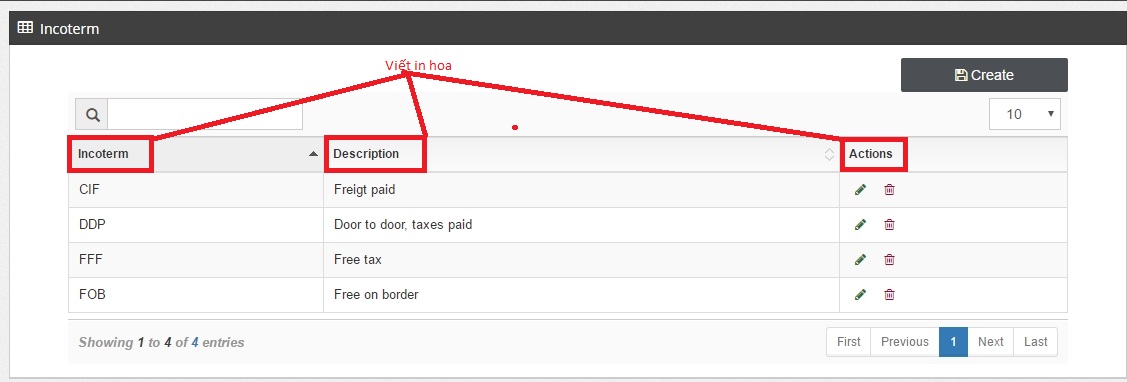 Incoterm
Viết in hoa
Create
10
Incoterm Description Actions
CIF Freigt paid
DDP Door to door, taxes paid
FFF Free tax
FOB Free on border
Showing 1 to 4 of 4 entries
First Previous 1 Next Last